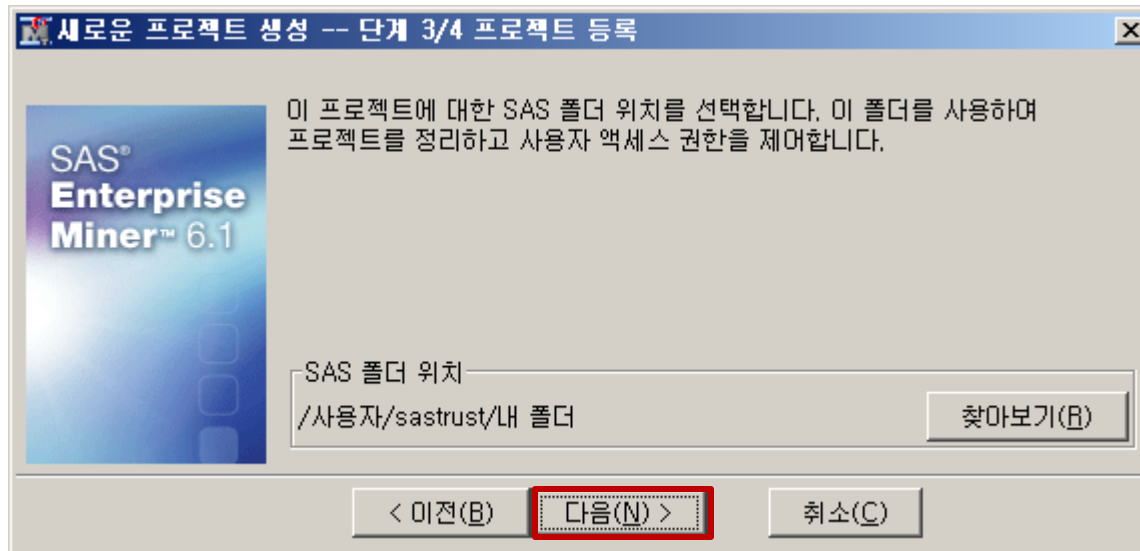 새로운 프로젝트 생성 -- 단계 3/4 프로젝트 등록
이 프로젝트에 대한 SAS 폴더 위치를 선택합니다. 이 폴더를 사용하여
프로젝트를 정리하고 사용자 액세스 권한을 제어합니다.
SAS®
Enterprise
Miner™ 6.1
SAS 폴더 위치
/사용자/sastrust/내 폴더
찾아보기(R)
< 이전(B)
다음(N) >
취소(C)